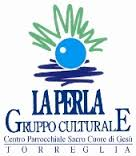 LA PERLA
GRUPPO CULTURALE
Centro Parrocchiale Sacro Cuore di Gesù
TORREGLIA